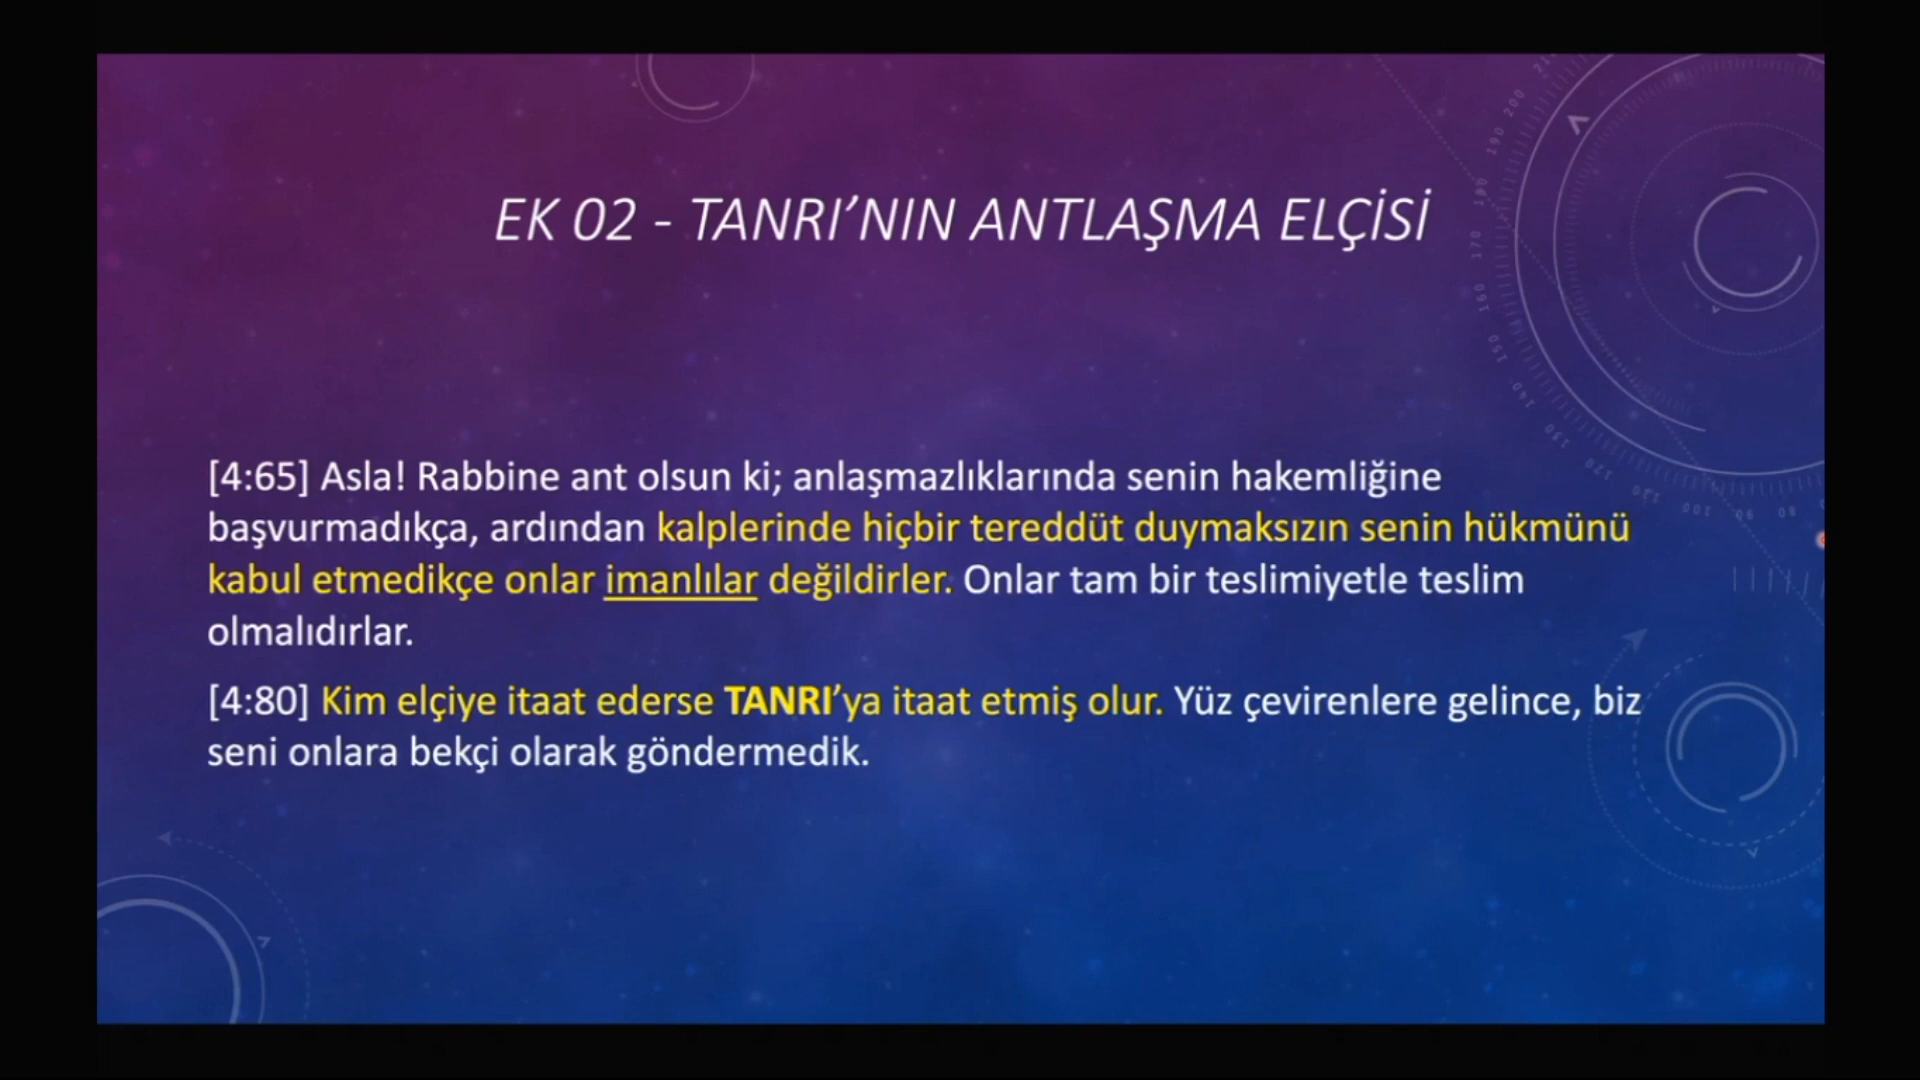 EK 02 - TANRI’NIN ANTLAŞMA ELÇİSİ
[4:65] Asla! Rabbine ant olsun ki; anlaşmazlıklarında senin hakemliğine
başvurmadıkça, ardından kalplerinde hiçbir tereddüt duymaksızın senin hükmünü
kabul etmedikçe onlar imanlılar değildirler. Onlar tam bir teslimiyetle teslim
olmalıdırlar.
[4:80] Kim elçiye itaat ederse TANRI’ya itaat etmiş olur. Yüz çevirenlere gelince, biz
seni onlara bekçi olarak göndermedik.